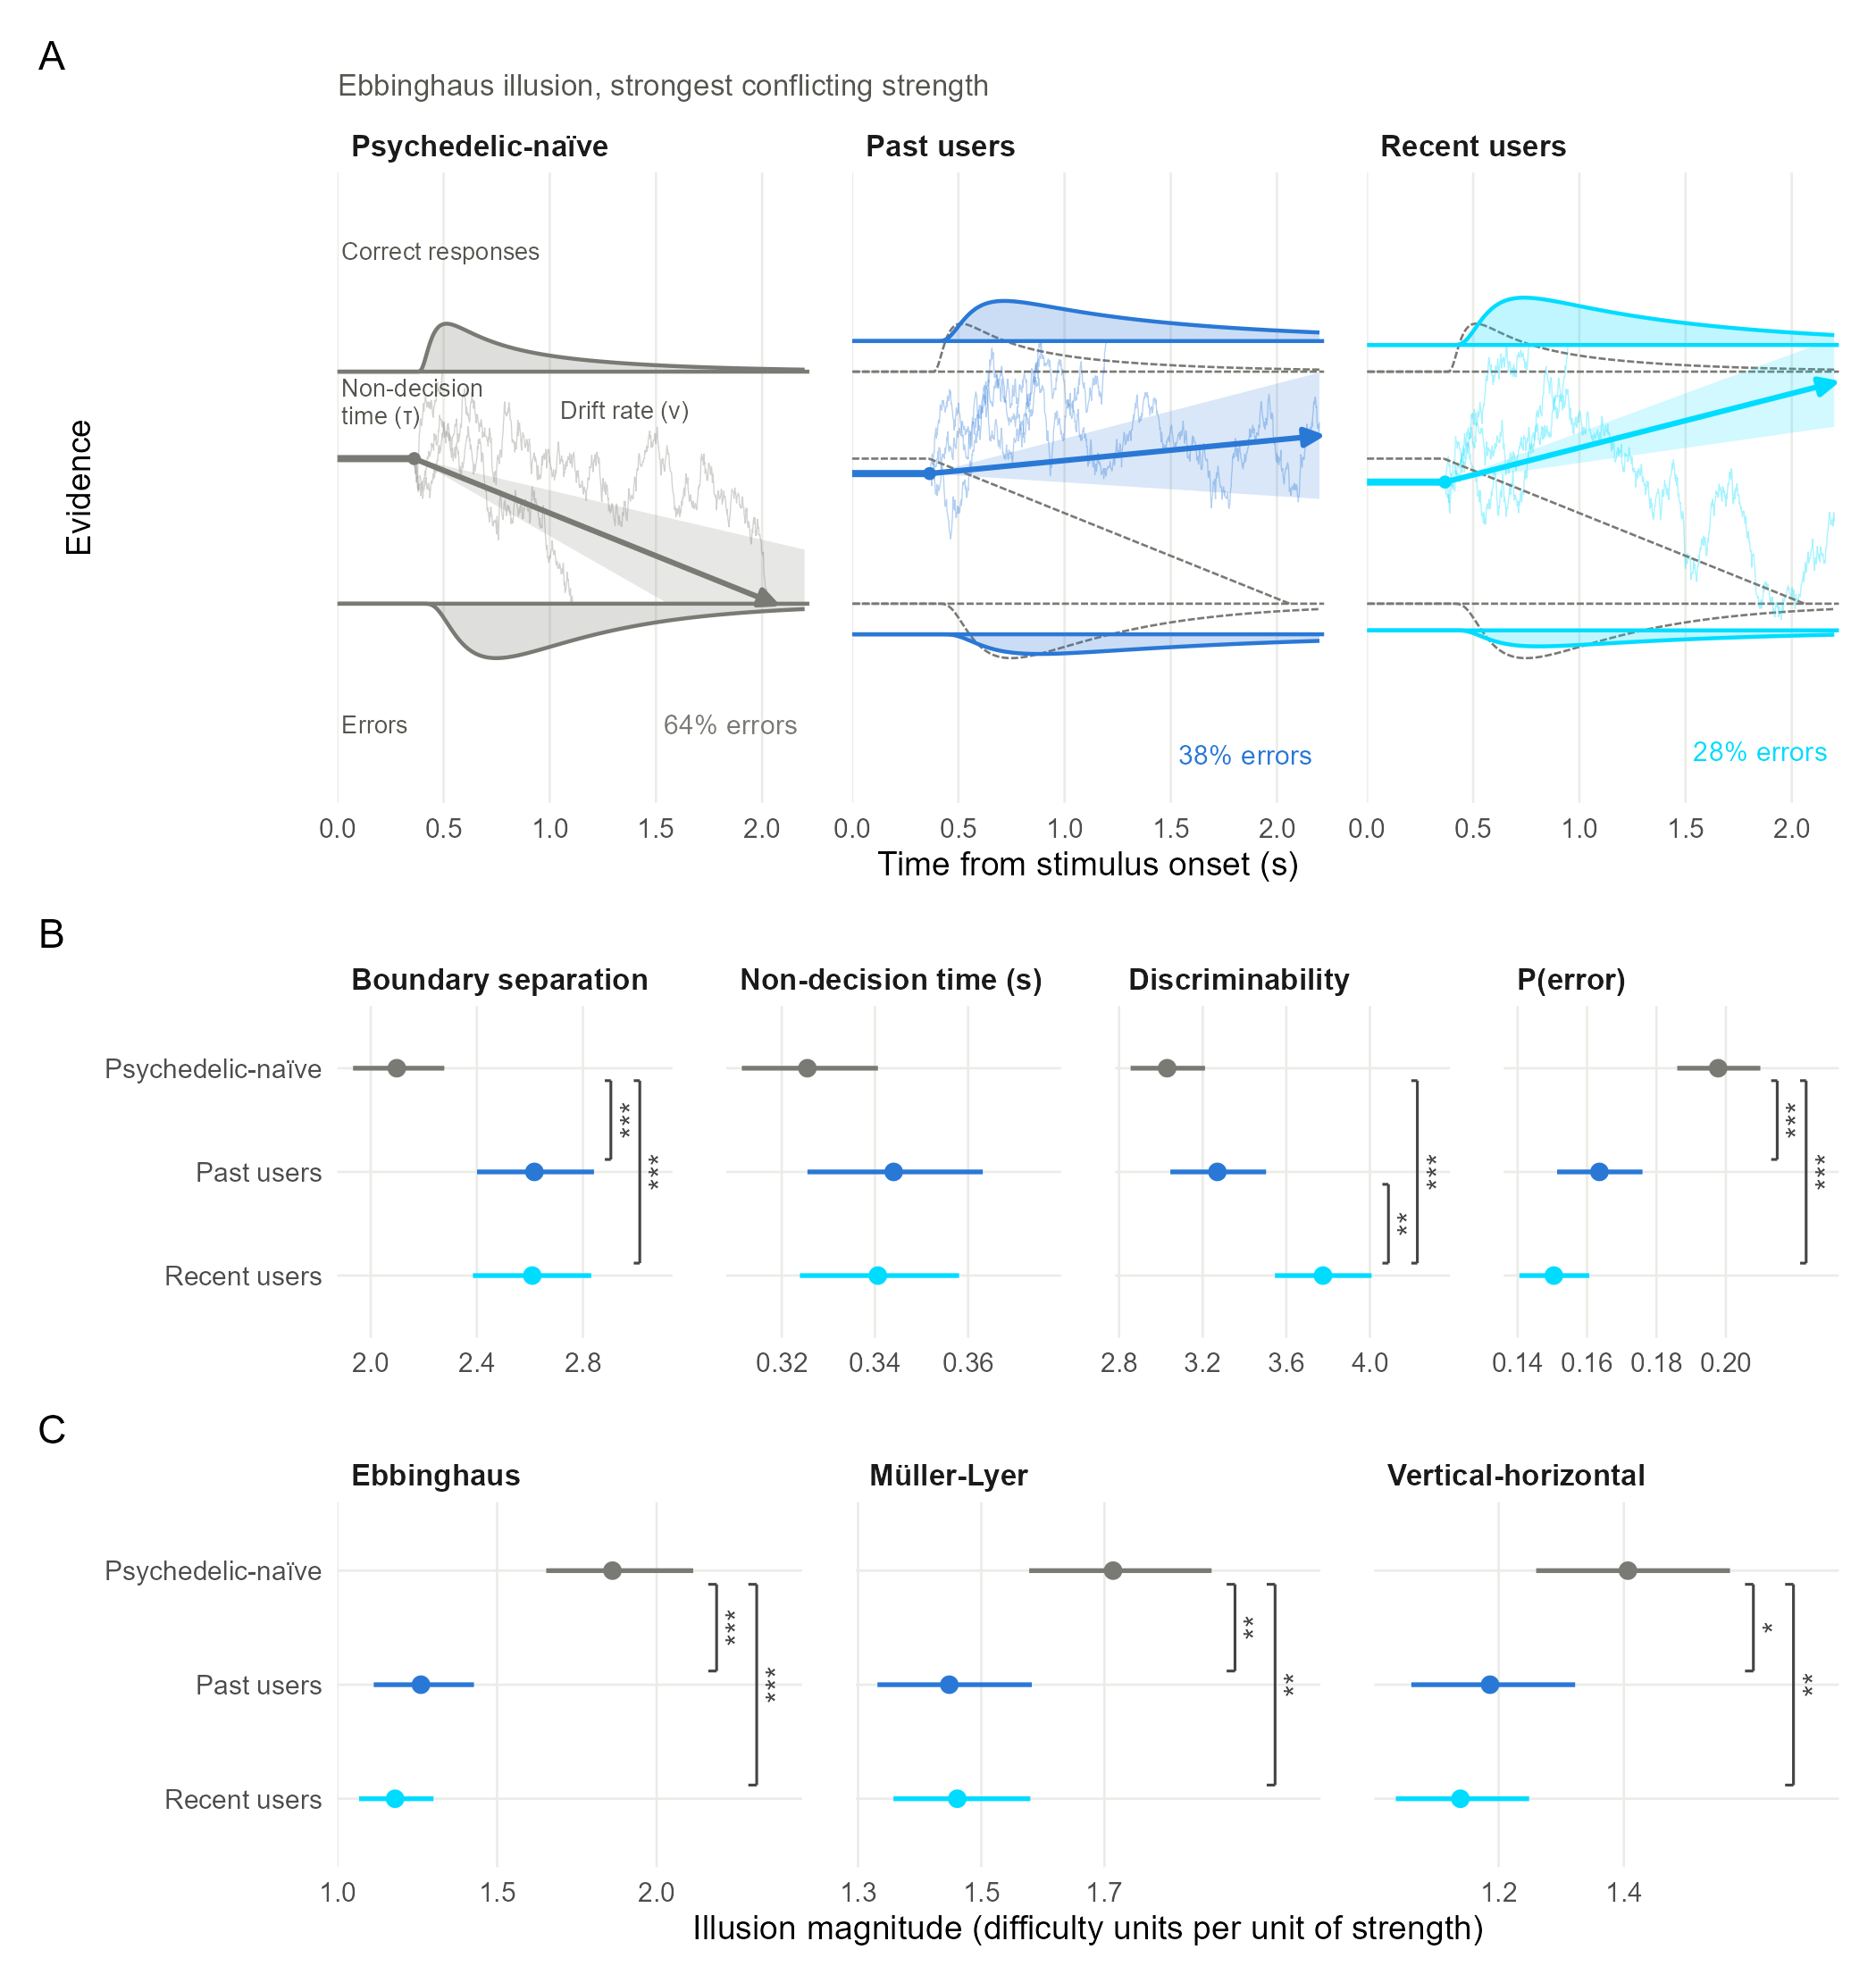 A
Ebbinghaus illusion, strongest conflicting strength
Psychedelic-naïve
Past users
Recent users
Correct responses
Non-decision
time (τ)
Drift rate (v)
Evidence
Errors
64% errors
38% errors
28% errors
0.0 0.5 1.0 1.5 2.0
0.0 0.5 1.0 1.5 2.0
0.0 0.5 1.0 1.5 2.0
Time from stimulus onset (s)
B
Boundary separation
Non-decision time (s)
Discriminability
P(error)
Psychedelic-naïve
Past users
Recent users
***
***
***
**
***
***
2.0 2.4 2.8
0.32 0.34 0.36
2.8 3.2 3.6 4.0
0.14 0.16 0.18 0.20
C
Ebbinghaus
Müller-Lyer
Vertical-horizontal
Psychedelic-naïve
Past users
Recent users
***
***
**
**
*
**
1.0 1.5 2.0
1.3 1.5 1.7
1.2 1.4
Illusion magnitude (difficulty units per unit of strength)